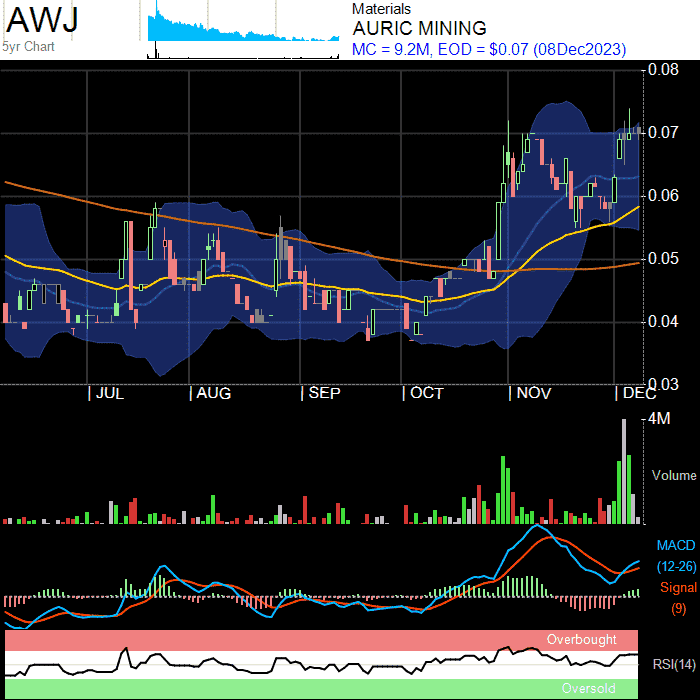 AWJ
5yr Chart
Materials
AURIC MINING
MC = 9.2M, EOD = $0.07 (08Dec2023)
0.08
0.07
0.06
0.05
0.04
0.03
JUL AUG SEP OCT NOV DEC
4M
Volume
MACD
(12-26)
Signal
(9)
Overbought
RSI(14)
Oversold